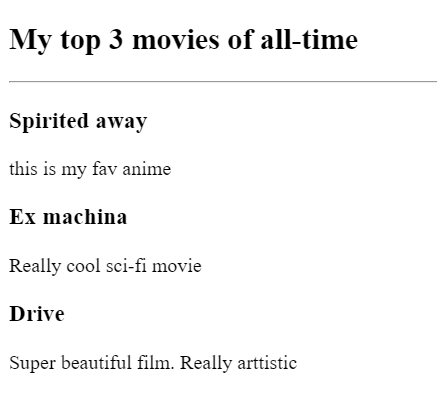 My top 3 movies of all-time
Spirited away
this is my fav anime
Ex machina
Really cool sci-fi movie
Drive
Super beautiful film. Really arttistic